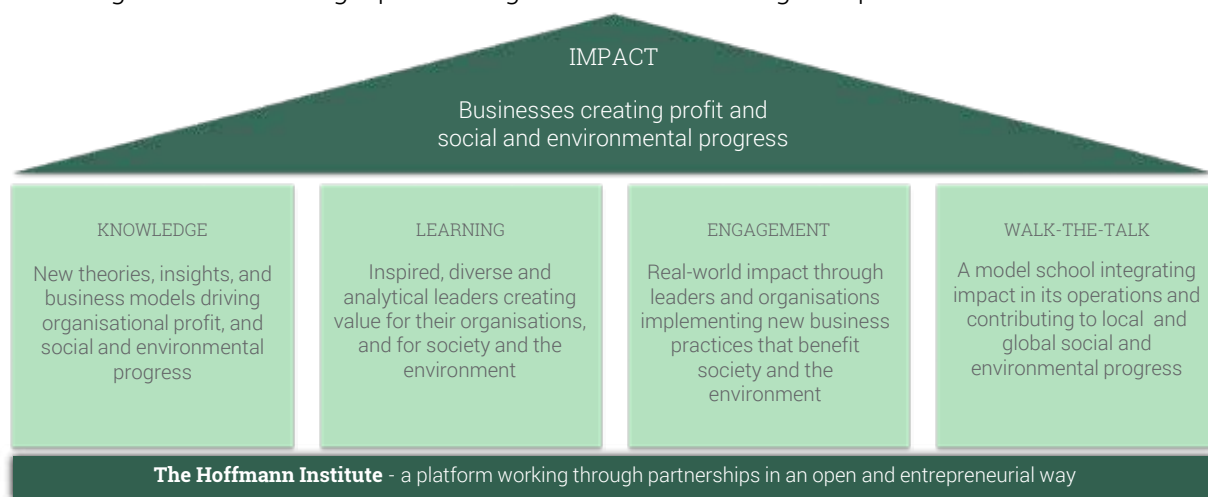 IMPACT
Businesses creating profit and
social and environmental progress
KNOWLEDGE
New theories, insights, and
business models driving
organisational profit, and
social and environmental
progress
LEARNING
Inspired, diverse and
analytical leaders creating
value for their organisations,
and for society and the
environment
ENGAGEMENT
Real-world impact through
leaders and organisations
implementing new business
practices that benefit
society and the
environment
WALK-THE-TALK
A model school integrating
impact in its operations and
contributing to local and
global social and
environmental progress
The Hoffmann Institute - a platform working through partnerships in an open and entrepreneurial way